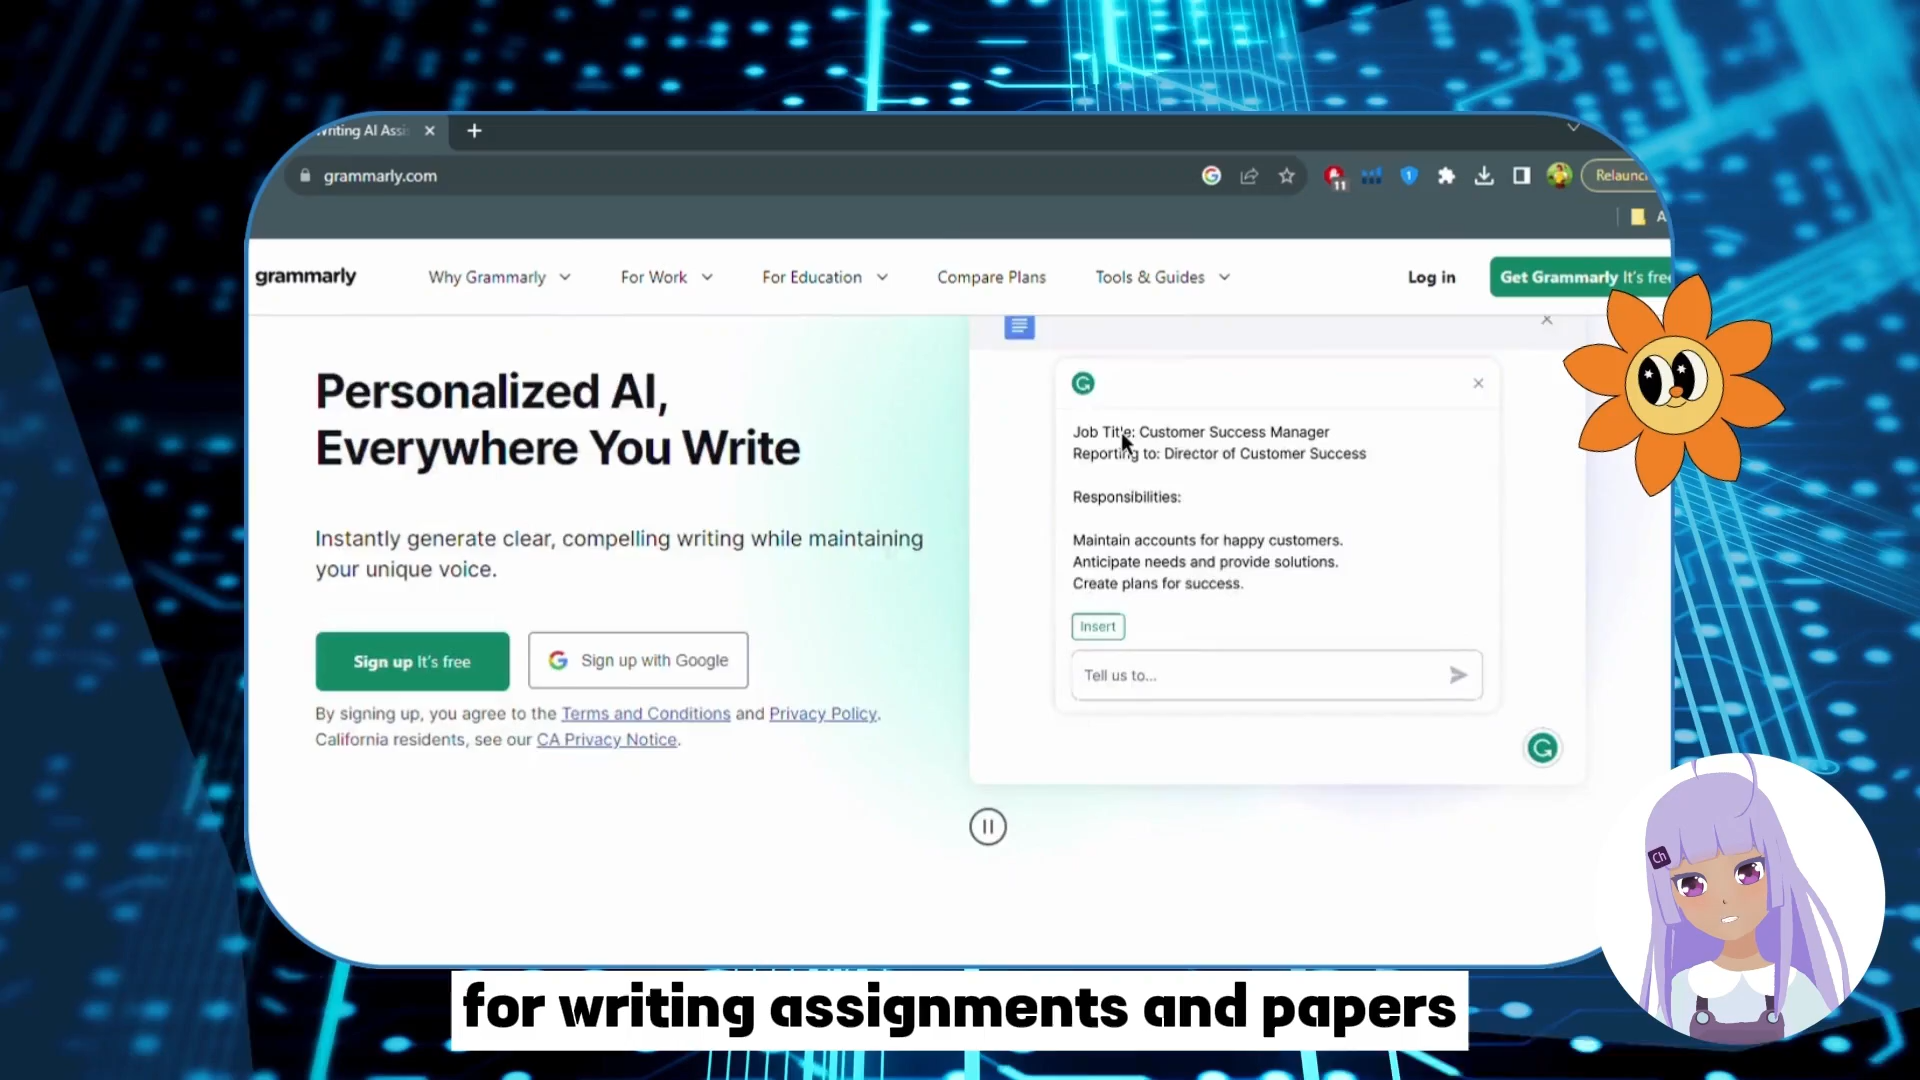 Writing AI Assi
grammarly.com
11
1
Relaunc
A
grammarly
Why Grammarly
For Work
For Education
Compare Plans
Tools & Guides
Log in
Get Grammarly It's free
Personalized AI,
Everywhere You Write
Instantly generate clear, compelling writing while maintaining
your unique voice.
Sign up It's free
Sign up with Google
By signing up, you agree to the Terms and Conditions and Privacy Policy.
California residents, see our CA Privacy Notice.
Job Title: Customer Success Manager
Reporting to: Director of Customer Success
Responsibilities:
Maintain accounts for happy customers.
Anticipate needs and provide solutions.
Create plans for success.
Insert
Tell us to...
Ch
for writing assignments and papers